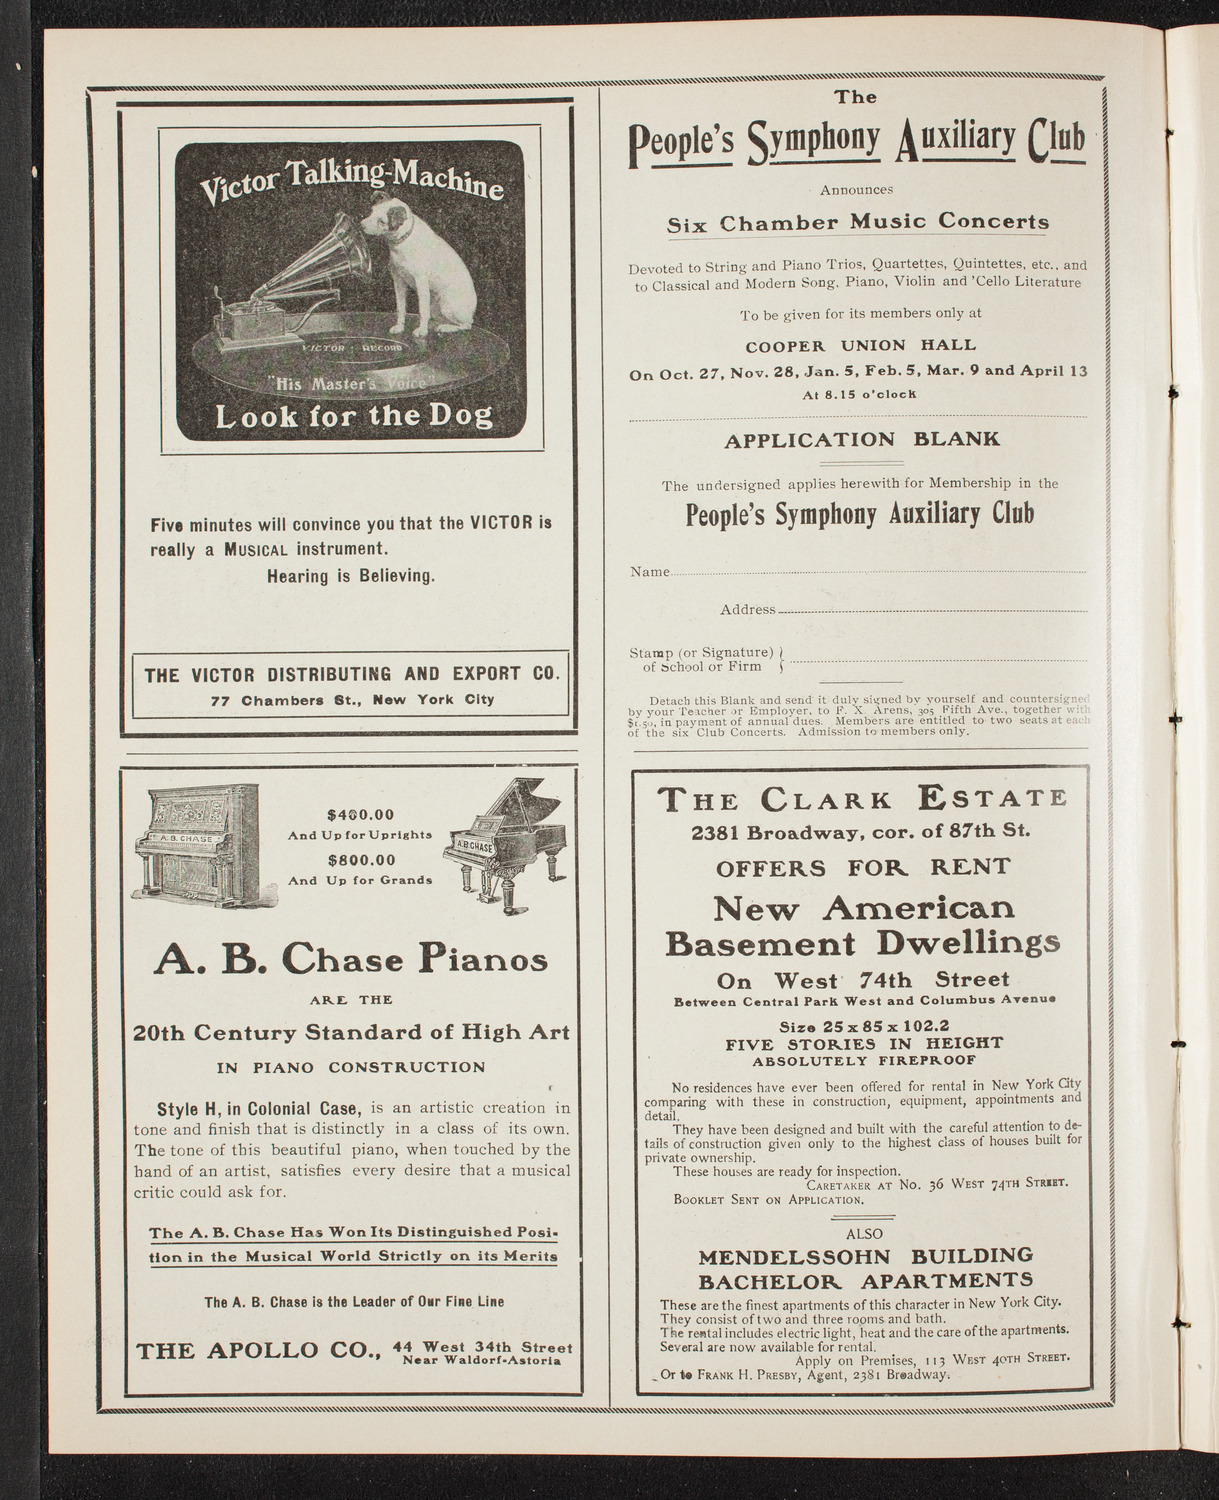 Victor Talking-Machine
VICTOR RECORD
"His Master's Voice"
Look for the Dog
Five minutes will convince you that the VICTOR is
really a MUSICAL instrument.
Hearing is Believing.
THE VICTOR DISTRIBUTING AND EXPORT CO.
77 Chambers St., New York City
A. B. CHASE
And Up for Uprights
$800.00
And Up for Grands
A.B.CHASE
A. B. Chase Pianos
ARE THE
20th Century Standard of High Art
IN PIANO CONSTRUCTION
Style H, in Colonial Case, is an artistic creation in
tone and finish that is distinctly in a class of its own.
The tone of this beautiful piano, when touched by the
hand of an artist, satisfies every desire that a musical
critic could ask for.
The A. B. Chase Has Won Its Distinguished Posi-
tion in the Musical World Strictly on its Merits
The A. B. Chase is the Leader of Our Fine Line
THE APOLLO CO., 44 West 34th Street
Near Waldorf-Astoria
The
People's Symphony Auxiliary Club
Announces
Six Chamber Music Concerts
Devoted to String and Piano Trios, Quartettes, Quintettes, etc., and
to Classical and Modern Song, Piano, Violin and 'Cello Literature
To be given for its members only at
COOPER UNION HALL
On Oct. 27, Nov. 28, Jan. 5, Feb. 5, Mar. 9 and April 13
At 8.15 o'clock
APPLICATION BLANK
The undersigned applies herewith for Membership in the
People's Symphony Auxiliary Club
Name
Address
Stamp (or Signature)
of School or Firm
Detach this Blank and send it duly signed by yourself and countersigned
by your Teacher or Employer, to F. X. Arens, 305 Fifth Ave., together with
$1.50, in payment of annual dues. Members are entitled to two seats at each
of the six Club Concerts. Admission to members only.
THE CLARK ESTATE
2381 Broadway, cor. of 87th St.
OFFERS FOR RENT
New American
Basement Dwellings
On West 74th Street
Between Central Park West and Columbus Avenue
Size 25 x 85 x 102.2
FIVE STORIES IN HEIGHT
ABSOLUTELY FIREPROOF
No residences have ever been offered for rental in New York City
comparing with these in construction, equipment, appointments and
detail.
They have been designed and built with the careful attention to de-
tails of construction given only to the highest class of houses built for
private ownership.
These houses are ready for inspection.
CARETAKER AT NO. 36 WEST 74TH STREET.
BOOKLET SENT ON APPLICATION.
ALSO
MENDELSSOHN BUILDING
BACHELOR APARTMENTS
These are the finest apartments of this character in New York City.
They consist of two and three rooms and bath.
The rental includes electric light, heat and the care of the apartments.
Several are now available for rental.
Apply on Premises, 113 WEST 40TH STREET.
Or to FRANK H. PRESBY, Agent, 2381 Broadway.